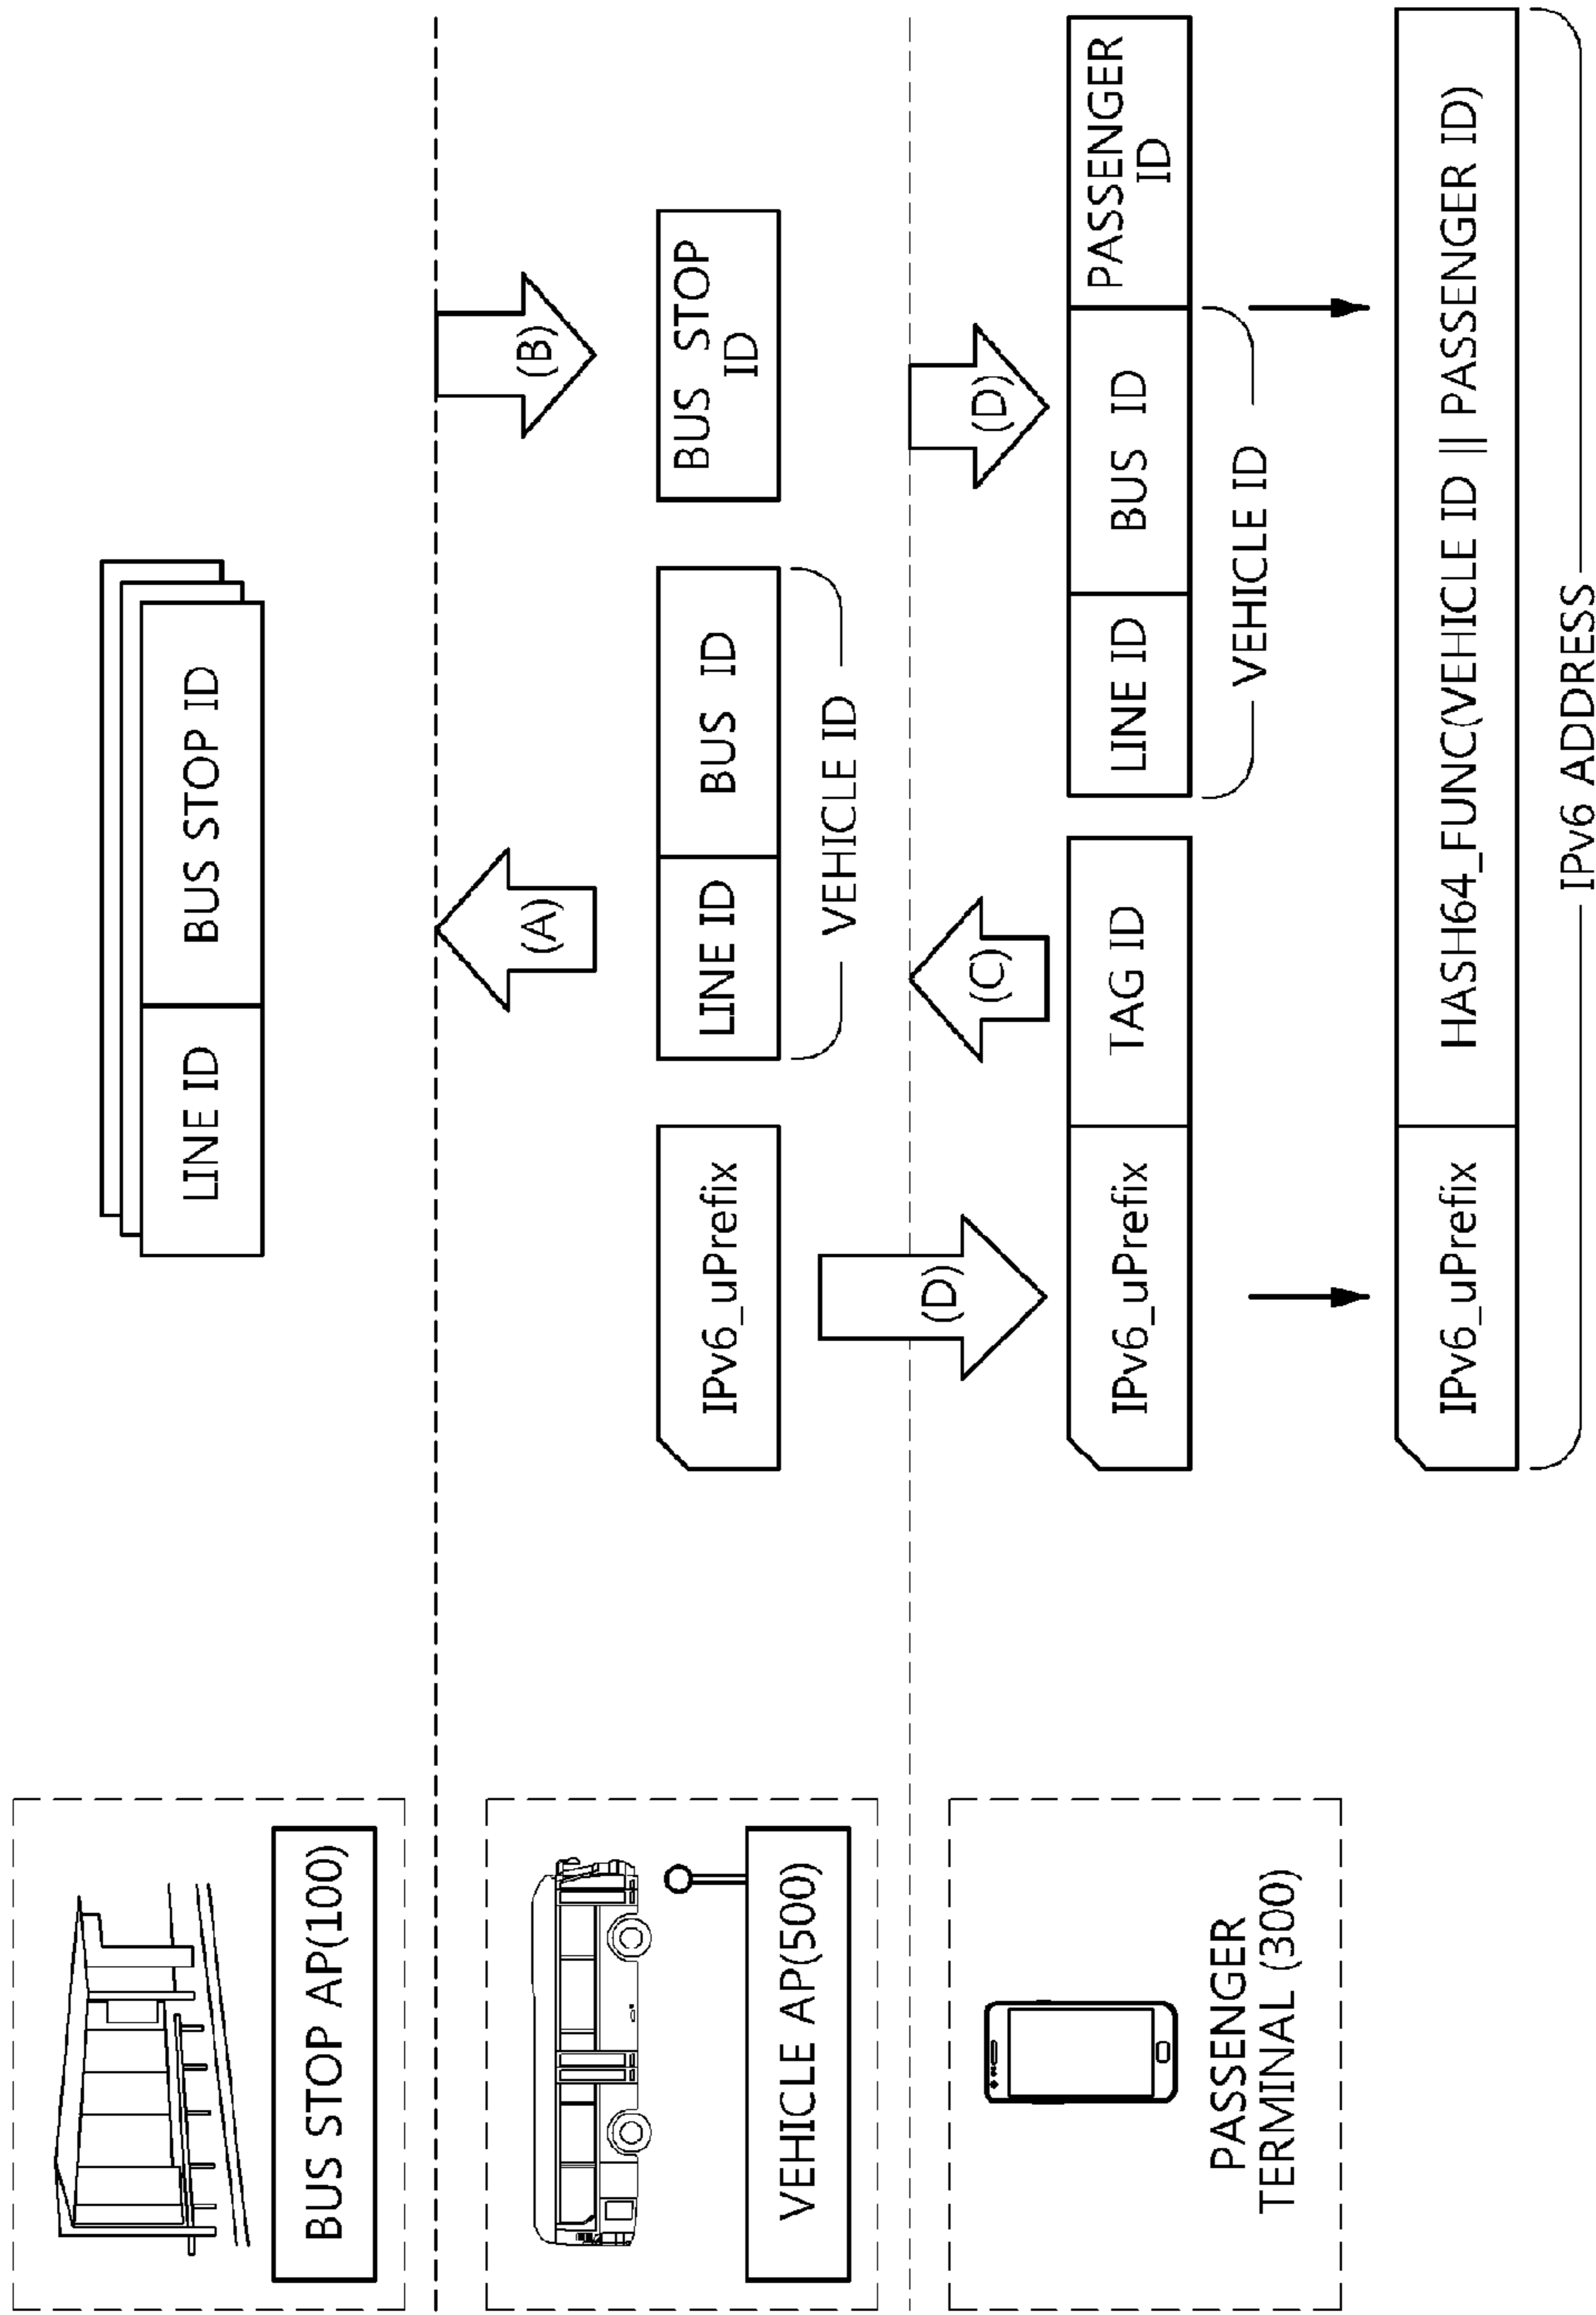 BUS STOP AP(100)
LINE ID
BUS STOP ID
(A)
(B)
VEHICLE AP(500)
IPv6_uPrefix
LINE ID
BUS ID
BUS STOP
ID
VEHICLE ID
(D)
(C)
(D)
PASSENGER
TERMINAL (300)
IPv6_uPrefix
TAG ID
LINE ID
BUS ID
PASSENGER
ID
VEHICLE ID
IPv6_uPrefix
HASH64_FUNC(VEHICLE ID || PASSENGER ID)
IPv6 ADDRESS